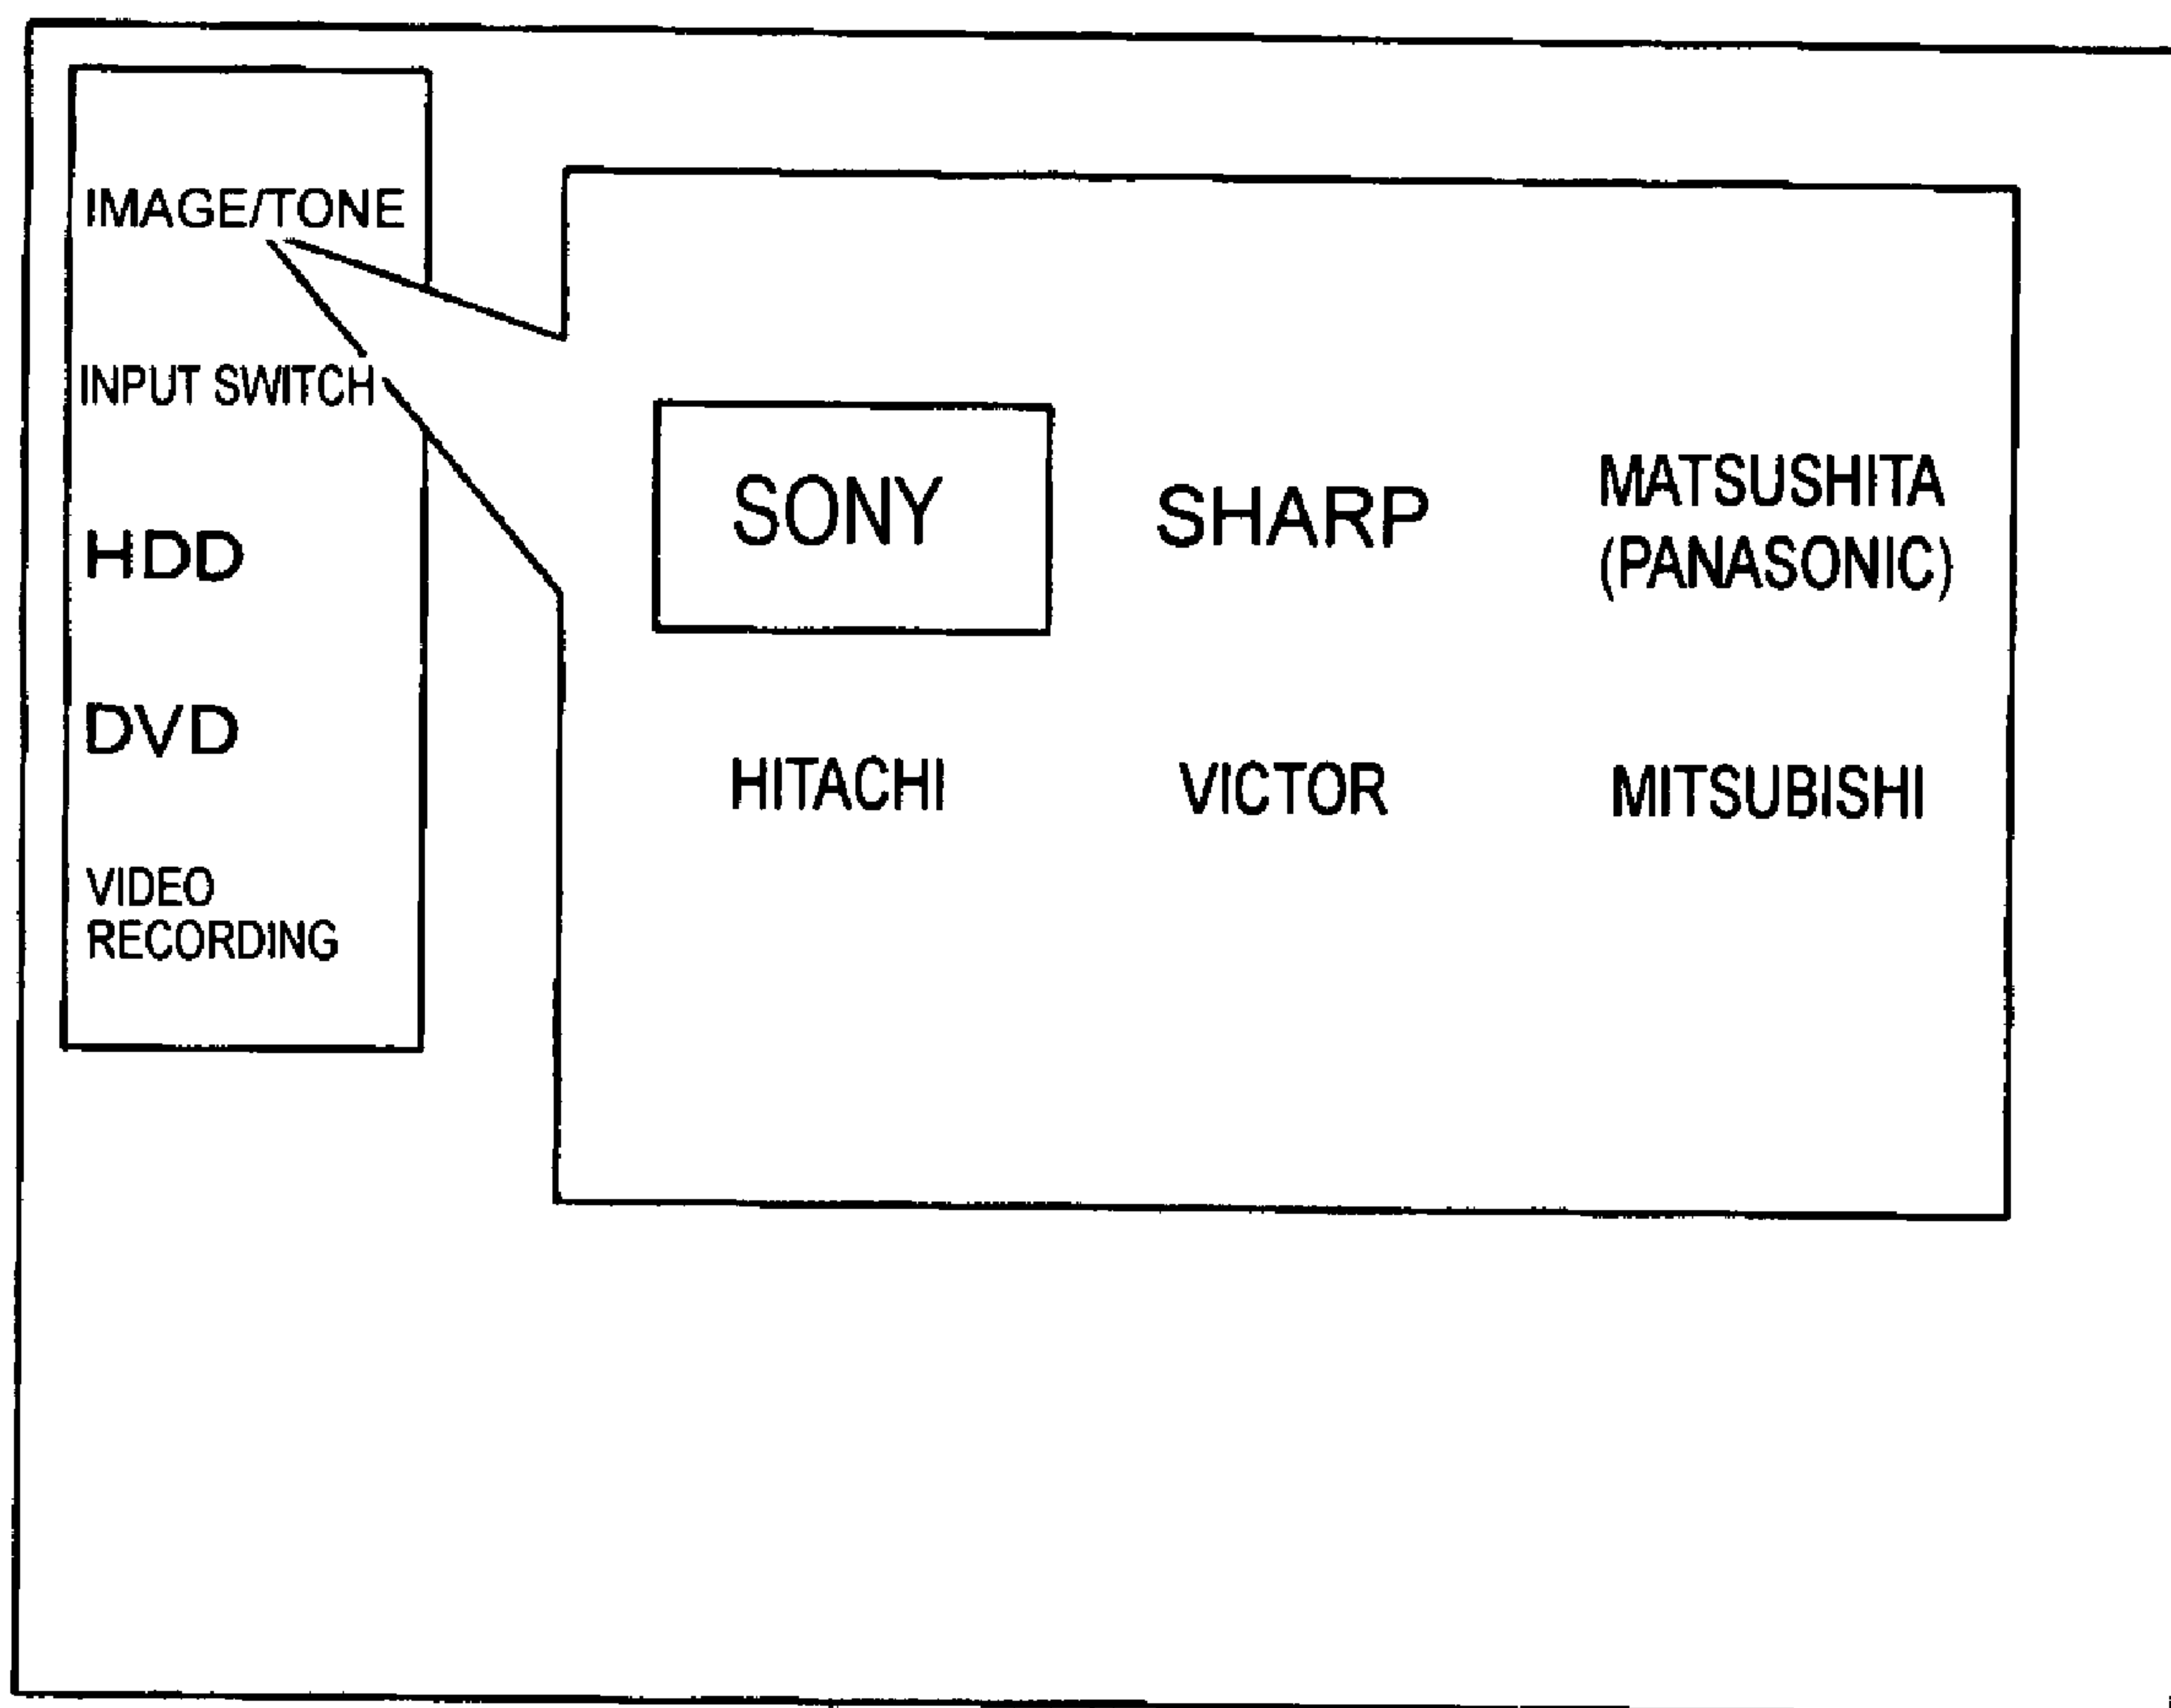 IMAGE/TONE
INPUT SWITCH
HDD
DVD
VIDEO
RECORDING
SONY
SHARP
MATSUSHITA
(PANASONIC)
HITACHI
VICTOR
MITSUBISHI